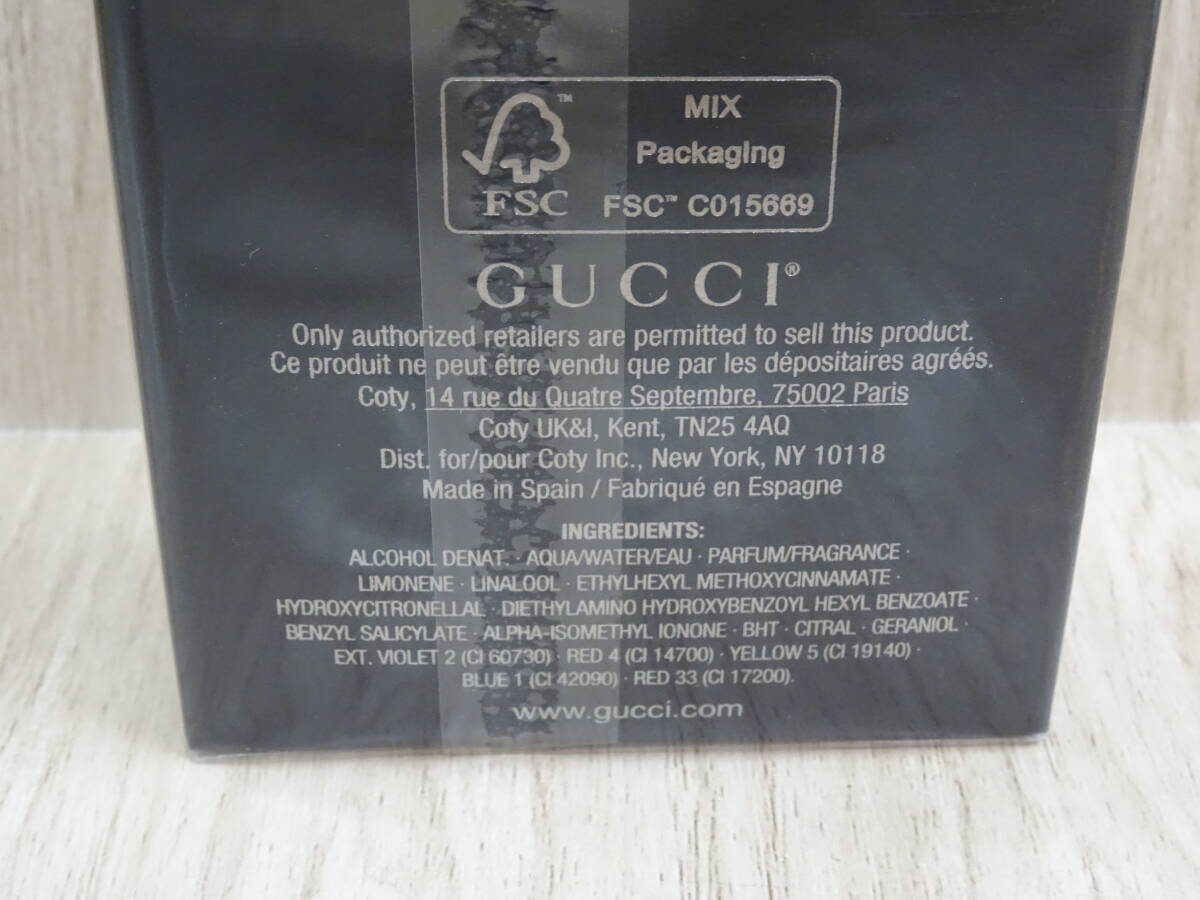 MIX
Packaging
FSC™ C015669
™
FSC
GUCCI®
Only authorized retailers are permitted to sell this product.
Ce produit ne peut être vendu que par les dépositaires agréés.
Coty, 14 rue du Quatre Septembre, 75002 Paris
Coty UK&I, Kent, TN25 4AQ
Dist. for/pour Coty Inc., New York, NY 10118
Made in Spain / Fabriqué en Espagne
INGREDIENTS:
ALCOHOL DENAT. · AQUA/WATER/EAU · PARFUM/FRAGRANCE ·
LIMONENE · LINALOOL · ETHYLHEXYL METHOXYCINNAMATE ·
HYDROXYCITRONELLAL · DIETHYLAMINO HYDROXYBENZOYL HEXYL BENZOATE ·
BENZYL SALICYLATE · ALPHA-ISOMETHYL IONONE · BHT · CITRAL · GERANIOL ·
EXT. VIOLET 2 (CI 60730) · RED 4 (CI 14700) · YELLOW 5 (CI 19140) ·
BLUE 1 (CI 42090) · RED 33 (CI 17200).
www.gucci.com